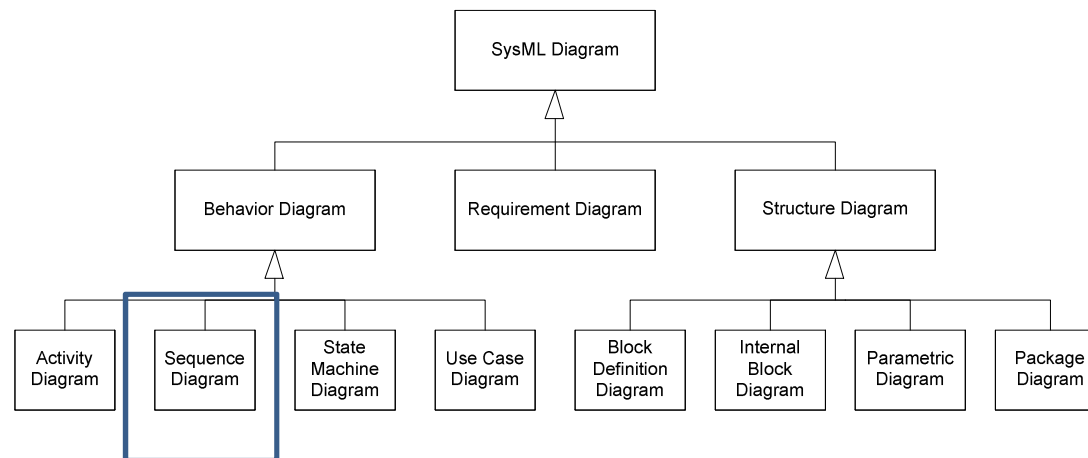 SysML Diagram
Behavior Diagram
Requirement Diagram
Structure Diagram
Activity
Diagram
Sequence
Diagram
State
Machine
Diagram
Use Case
Diagram
Block
Definition
Diagram
Internal
Block
Diagram
Parametric
Diagram
Package
Diagram